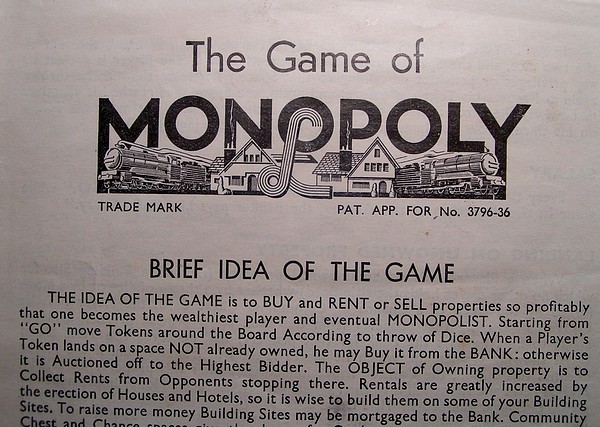 The Game of
MONOPOLY
TRADE MARK PAT. APP. FOR No. 3796-36
BRIEF IDEA OF THE GAME
THE IDEA OF THE GAME is to BUY and RENT or SELL properties so profitably
that one becomes the wealthiest player and eventual MONOPOLIST. Starting from
"GO" move Tokens around the Board According to throw of Dice. When a Player's
Token lands on a space NOT already owned, he may Buy it from the BANK: otherwise
it is Auctioned off to the Highest Bidder. The OBJECT of Owning property is to
Collect Rents from Opponents stopping there. Rentals are greatly increased by
the erection of Houses and Hotels, so it is wise to build them on some of your Building
Sites. To raise more money Building Sites may be mortgaged to the Bank. Community
Chest and Chance spaces